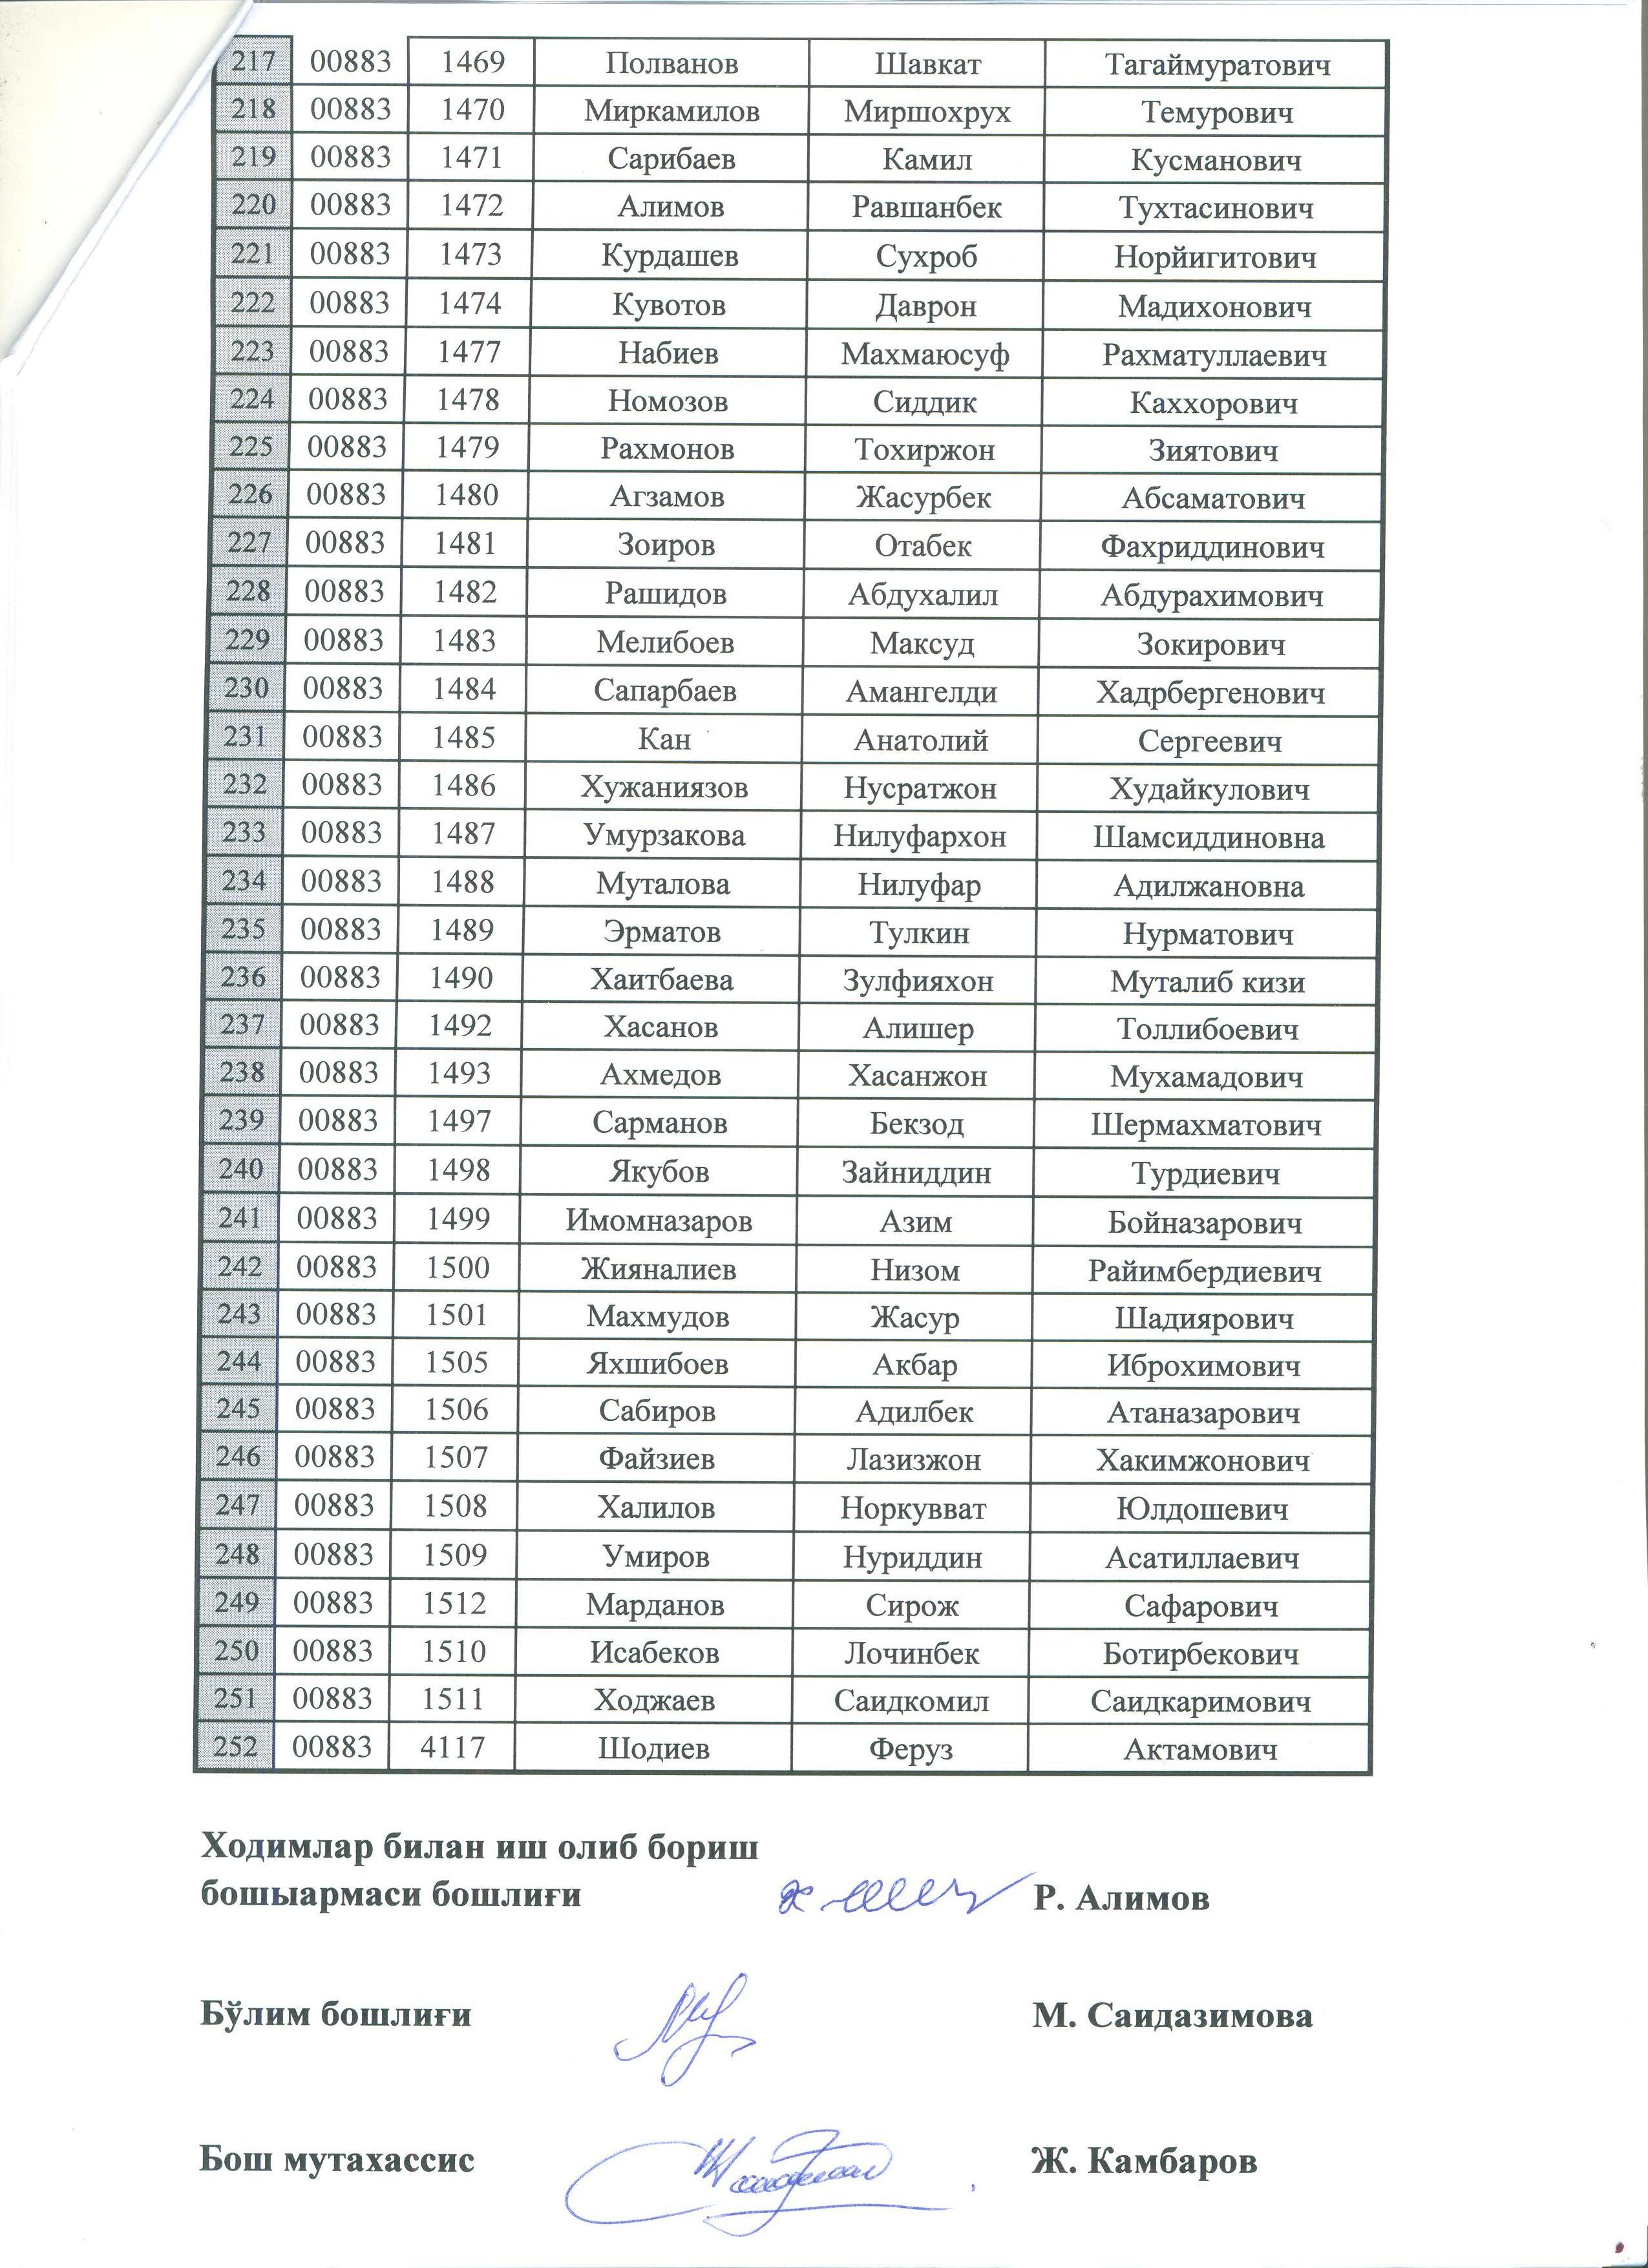 217 00883 1469 Полванов Шавкат Тагаймуратович
218 00883 1470 Миркамилов Миршохрух Темурович
219 00883 1471 Сарибаев Камил Кусманович
220 00883 1472 Алимов Равшанбек Тухтасинович
221 00883 1473 Курдашев Сухроб Норйигитович
222 00883 1474 Кувотов Даврон Мадихонович
223 00883 1477 Набиев Махмаюсуф Рахматуллаевич
224 00883 1478 Номозов Сиддик Каххорович
225 00883 1479 Рахмонов Тохиржон Зиятович
226 00883 1480 Агзамов Жасурбек Абсаматович
227 00883 1481 Зоиров Отабек Фахриддинович
228 00883 1482 Рашидов Абдухалил Абдурахимович
229 00883 1483 Мелибоев Максуд Зокирович
230 00883 1484 Сапарбаев Амангелди Хадрбергенович
231 00883 1485 Кан Анатолий Сергеевич
232 00883 1486 Хужаниязов Нусратжон Худайкулович
233 00883 1487 Умурзакова Нилуфархон Шамсиддиновна
234 00883 1488 Муталова Нилуфар Адилжановна
235 00883 1489 Эрматов Тулкин Нурматович
236 00883 1490 Хаитбаева Зулфияхон Муталиб кизи
237 00883 1492 Хасанов Алишер Толлибоевич
238 00883 1493 Ахмедов Хасанжон Мухамадович
239 00883 1497 Сарманов Бекзод Шермахматович
240 00883 1498 Якубов Зайниддин Турдиевич
241 00883 1499 Имомназаров Азим Бойназарович
242 00883 1500 Жияналиев Низом Райимбердиевич
243 00883 1501 Махмудов Жасур Шадиярович
244 00883 1505 Яхшибоев Акбар Иброхимович
245 00883 1506 Сабиров Адилбек Атаназарович
246 00883 1507 Файзиев Лазизжон Хакимжонович
247 00883 1508 Халилов Норкувват Юлдошевич
248 00883 1509 Умиров Нуриддин Асатиллаевич
249 00883 1512 Марданов Сирож Сафарович
250 00883 1510 Исабеков Лочинбек Ботирбекович
251 00883 1511 Ходжаев Саидкомил Саидкаримович
252 00883 4117 Шодиев Феруз Актамович
Ходимлар билан иш олиб бориш
бошыармаси бошлиғи Р. Алимов
Бўлим бошлиғи М. Саидазимова
Бош мутахассис Ж. Камбаров